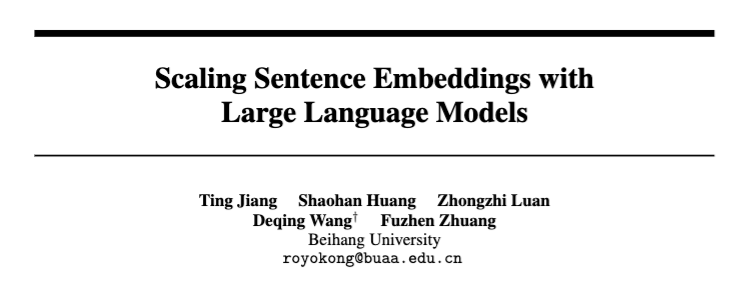 Scaling Sentence Embeddings with
Large Language Models
Ting Jiang Shaohan Huang Zhongzhi Luan
Deqing Wang† Fuzhen Zhuang
Beihang University
royokong@buaa.edu.cn